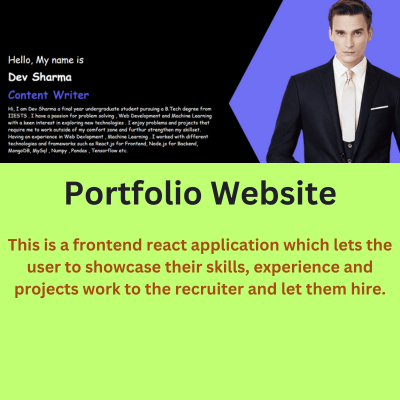 Hello, My name is
Dev Sharma
Content Writer
Hi, I am Dev Sharma a final year undergraduate student pursuing a B.Tech degree from
IIESTS . I have a passion for problem solving , Web Development and Machine Learning
with a keen interest in exploring new technologies . I enjoy problems and projects that
require me to work outside of my comfort zone and furthur strengthen my skillset.
Having an experience in Web Devlopment , Machine Learning . I worked with different
technologies and frameworks such as React.js for Frontend, Node.js for Backend,
MongoDB, MySql , Numpy , Pandas , Tensorflow etc.
Portfolio Website
This is a frontend react application which lets the
user to showcase their skills, experience and
projects work to the recruiter and let them hire.